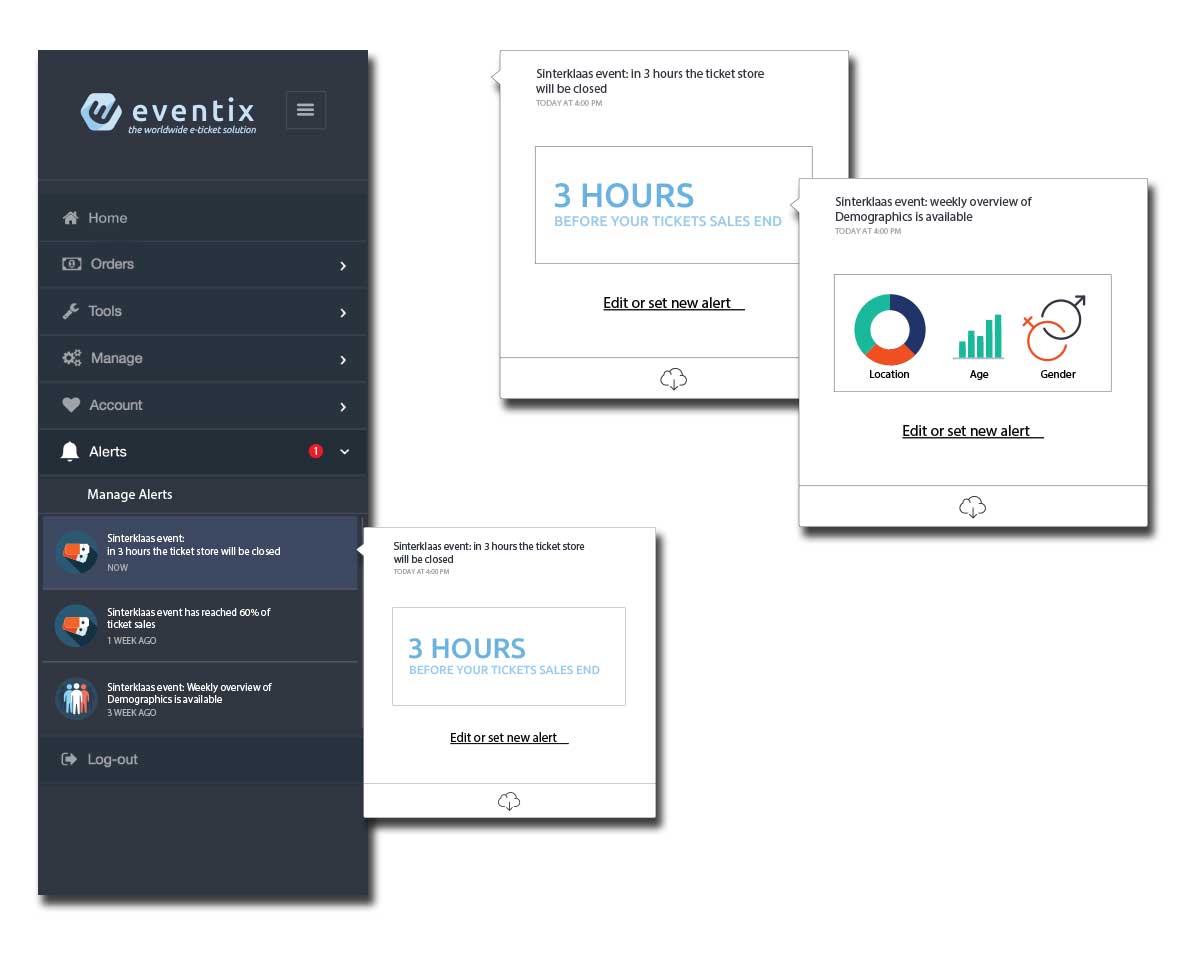 eventix
the worldwide e-ticket solution
Home
Orders
Tools
Manage
Account
Alerts
1
Manage Alerts
Sinterklaas event:
in 3 hours the ticket store will be closed
NOW
Sinterklaas event has reached 60% of
ticket sales
1 WEEK AGO
Sinterklaas event: Weekly overview of
Demographics is available
3 WEEK AGO
Log-out
Sinterklaas event: in 3 hours the ticket store
will be closed
TODAY AT 4:00 PM
3 HOURS
BEFORE YOUR TICKETS SALES END
Edit or set new alert
Sinterklaas event: in 3 hours the ticket store
will be closed
TODAY AT 4:00 PM
3 HOURS
BEFORE YOUR TICKETS SALES END
Edit or set new alert
Sinterklaas event: weekly overview of
Demographics is available
TODAY AT 4:00 PM
Location
Age
Gender
Edit or set new alert